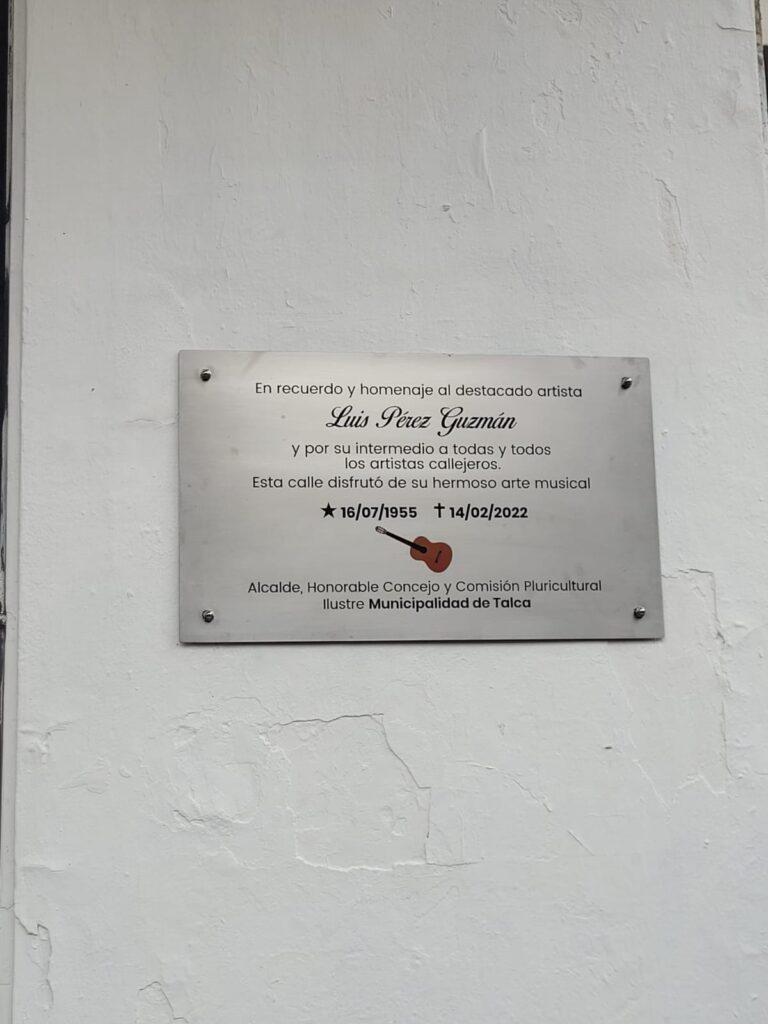 En recuerdo y homenaje al destacado artista
Luis Pérez Guzmán
y por su intermedio a todas y todos
los artistas callejeros.
Esta calle disfrutó de su hermoso arte musical
★ 16/07/1955 ✝ 14/02/2022
Alcalde, Honorable Concejo y Comisión Pluricultural
Ilustre Municipalidad de Talca